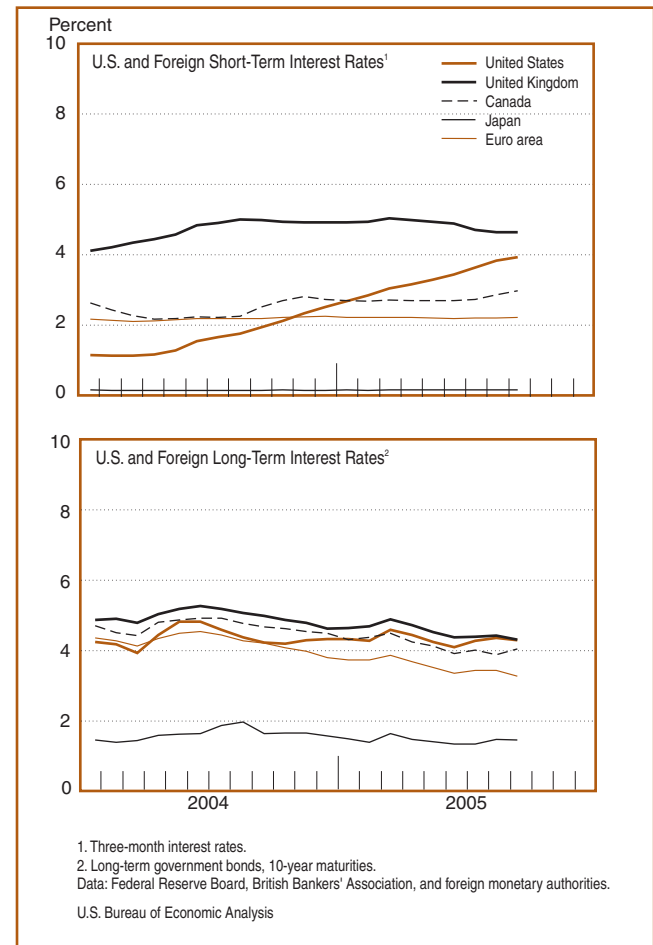 Percent
10
U.S. and Foreign Short-Term Interest Rates¹
United States
United Kingdom
Canada
Japan
Euro area
8
6
4
2
0
10
U.S. and Foreign Long-Term Interest Rates²
8
6
4
2
0
2004 2005
1. Three-month interest rates.
2. Long-term government bonds, 10-year maturities.
Data: Federal Reserve Board, British Bankers' Association, and foreign monetary authorities.
U.S. Bureau of Economic Analysis